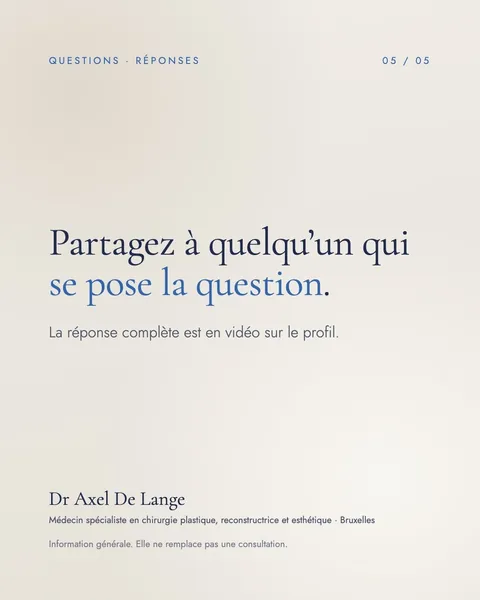 QUESTIONS · RÉPONSES
05 / 05
Partagez à quelqu’un qui
se pose la question.
La réponse complète est en vidéo sur le profil.
Dr Axel De Lange
Médecin spécialiste en chirurgie plastique, reconstructrice et esthétique · Bruxelles
Information générale. Elle ne remplace pas une consultation.